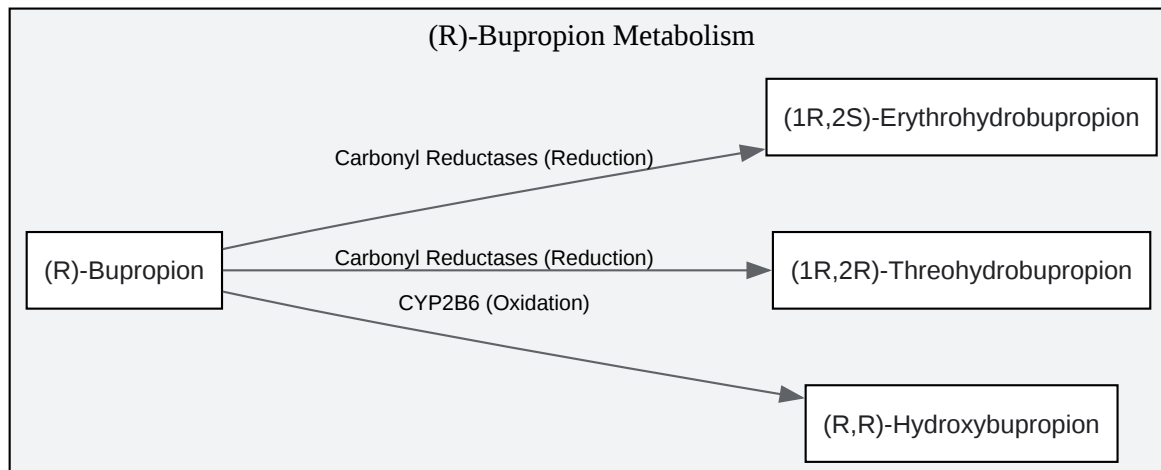 (R)-Bupropion Metabolism
(1R,2S)-Erythrohydrobupropion
Carbonyl Reductases (Reduction)
(R)-Bupropion
Carbonyl Reductases (Reduction)
(1R,2R)-Threohydrobupropion
CYP2B6 (Oxidation)
(R,R)-Hydroxybupropion